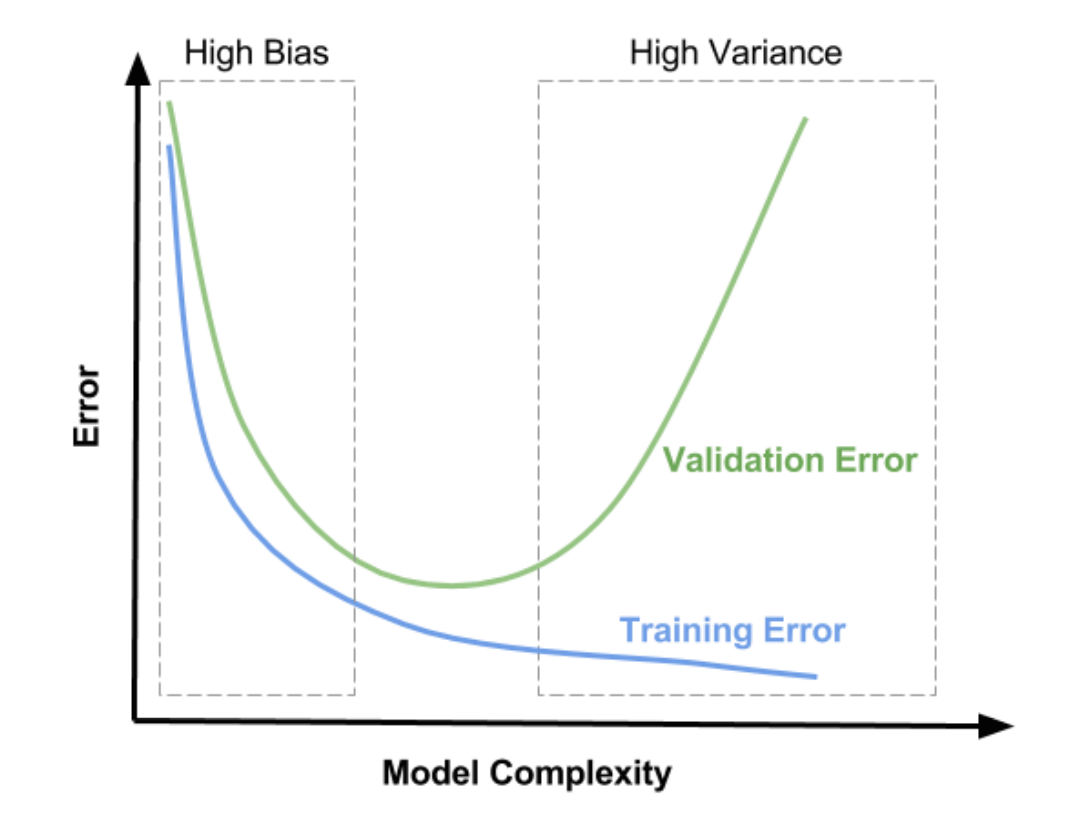 High Bias
High Variance
Error
Validation Error
Training Error
Model Complexity